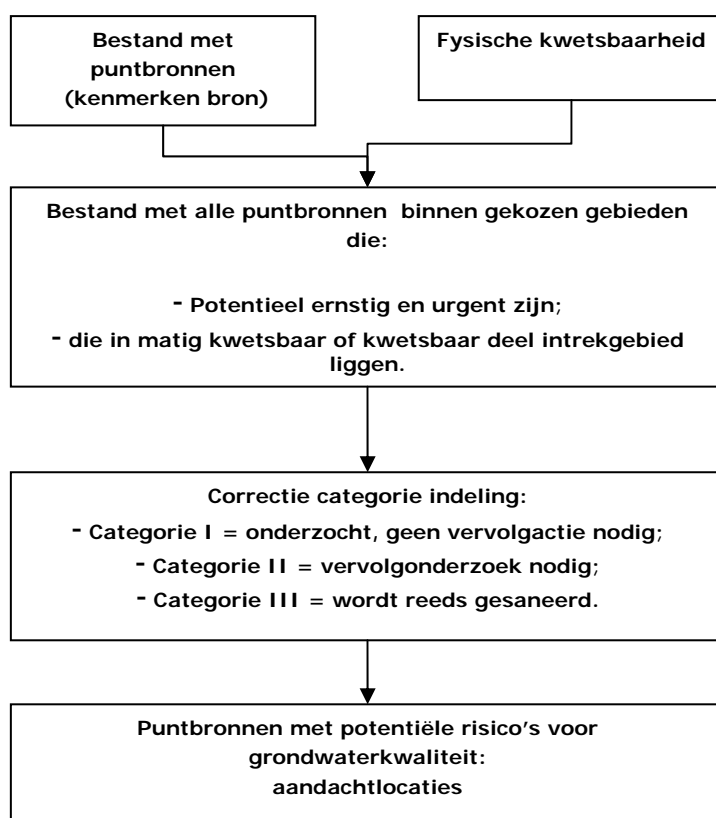 Bestand met
puntbronnen
(kenmerken bron)
Fysische kwetsbaarheid
Bestand met alle puntbronnen binnen gekozen gebieden
die:
- Potentieel ernstig en urgent zijn;
- die in matig kwetsbaar of kwetsbaar deel intrekgebied
liggen.
Correctie categorie indeling:
- Categorie I = onderzocht, geen vervolgactie nodig;
- Categorie II = vervolgonderzoek nodig;
- Categorie III = wordt reeds gesaneerd.
Puntbronnen met potentiële risico's voor
grondwaterkwaliteit:
aandachtlocaties